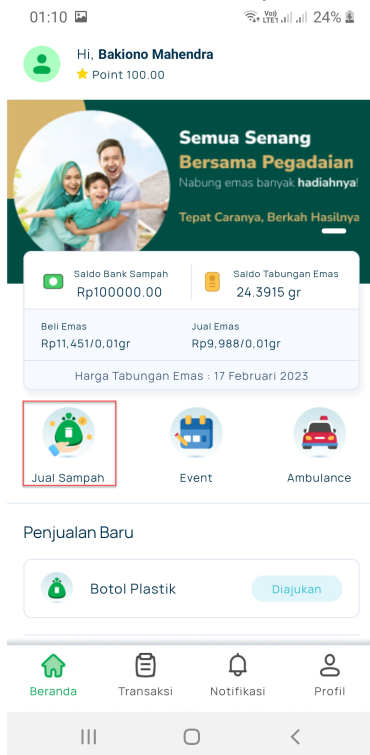 01:10 24%
Hi, Bakiono Mahendra
Point 100.00
Semua Senang
Bersama Pegadaian
Nabung emas banyak hadiahnya!
Tepat Caranya, Berkah Hasilnya
Saldo Bank Sampah
Rp100000.00
Saldo Tabungan Emas
24.3915 gr
Beli Emas
Rp11,451/0,01gr
Jual Emas
Rp9,988/0,01gr
Harga Tabungan Emas : 17 Februari 2023
Jual Sampah
Event
Ambulance
Penjualan Baru
Botol Plastik
Diajukan
Beranda
Transaksi
Notifikasi
Profil